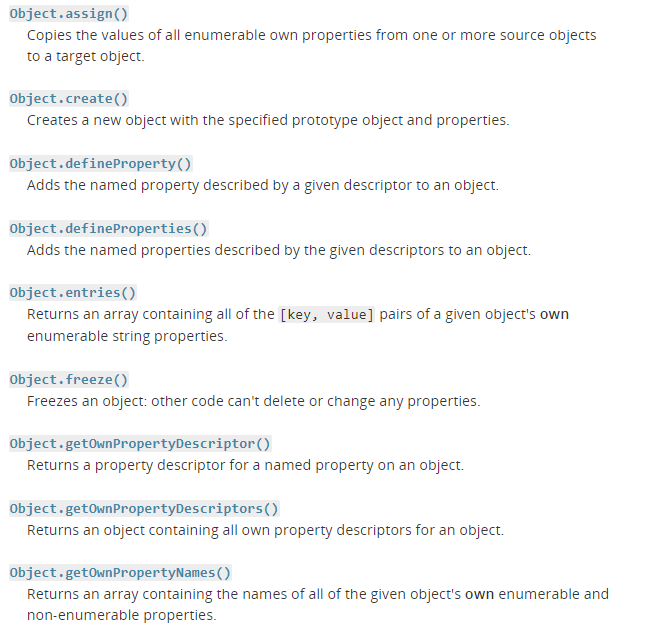 Object.assign()
Copies the values of all enumerable own properties from one or more source objects
to a target object.
Object.create()
Creates a new object with the specified prototype object and properties.
Object.defineProperty()
Adds the named property described by a given descriptor to an object.
Object.defineProperties()
Adds the named properties described by the given descriptors to an object.
Object.entries()
Returns an array containing all of the [key, value] pairs of a given object's own
enumerable string properties.
Object.freeze()
Freezes an object: other code can't delete or change any properties.
Object.getOwnPropertyDescriptor()
Returns a property descriptor for a named property on an object.
Object.getOwnPropertyDescriptors()
Returns an object containing all own property descriptors for an object.
Object.getOwnPropertyNames()
Returns an array containing the names of all of the given object's own enumerable and
non-enumerable properties.